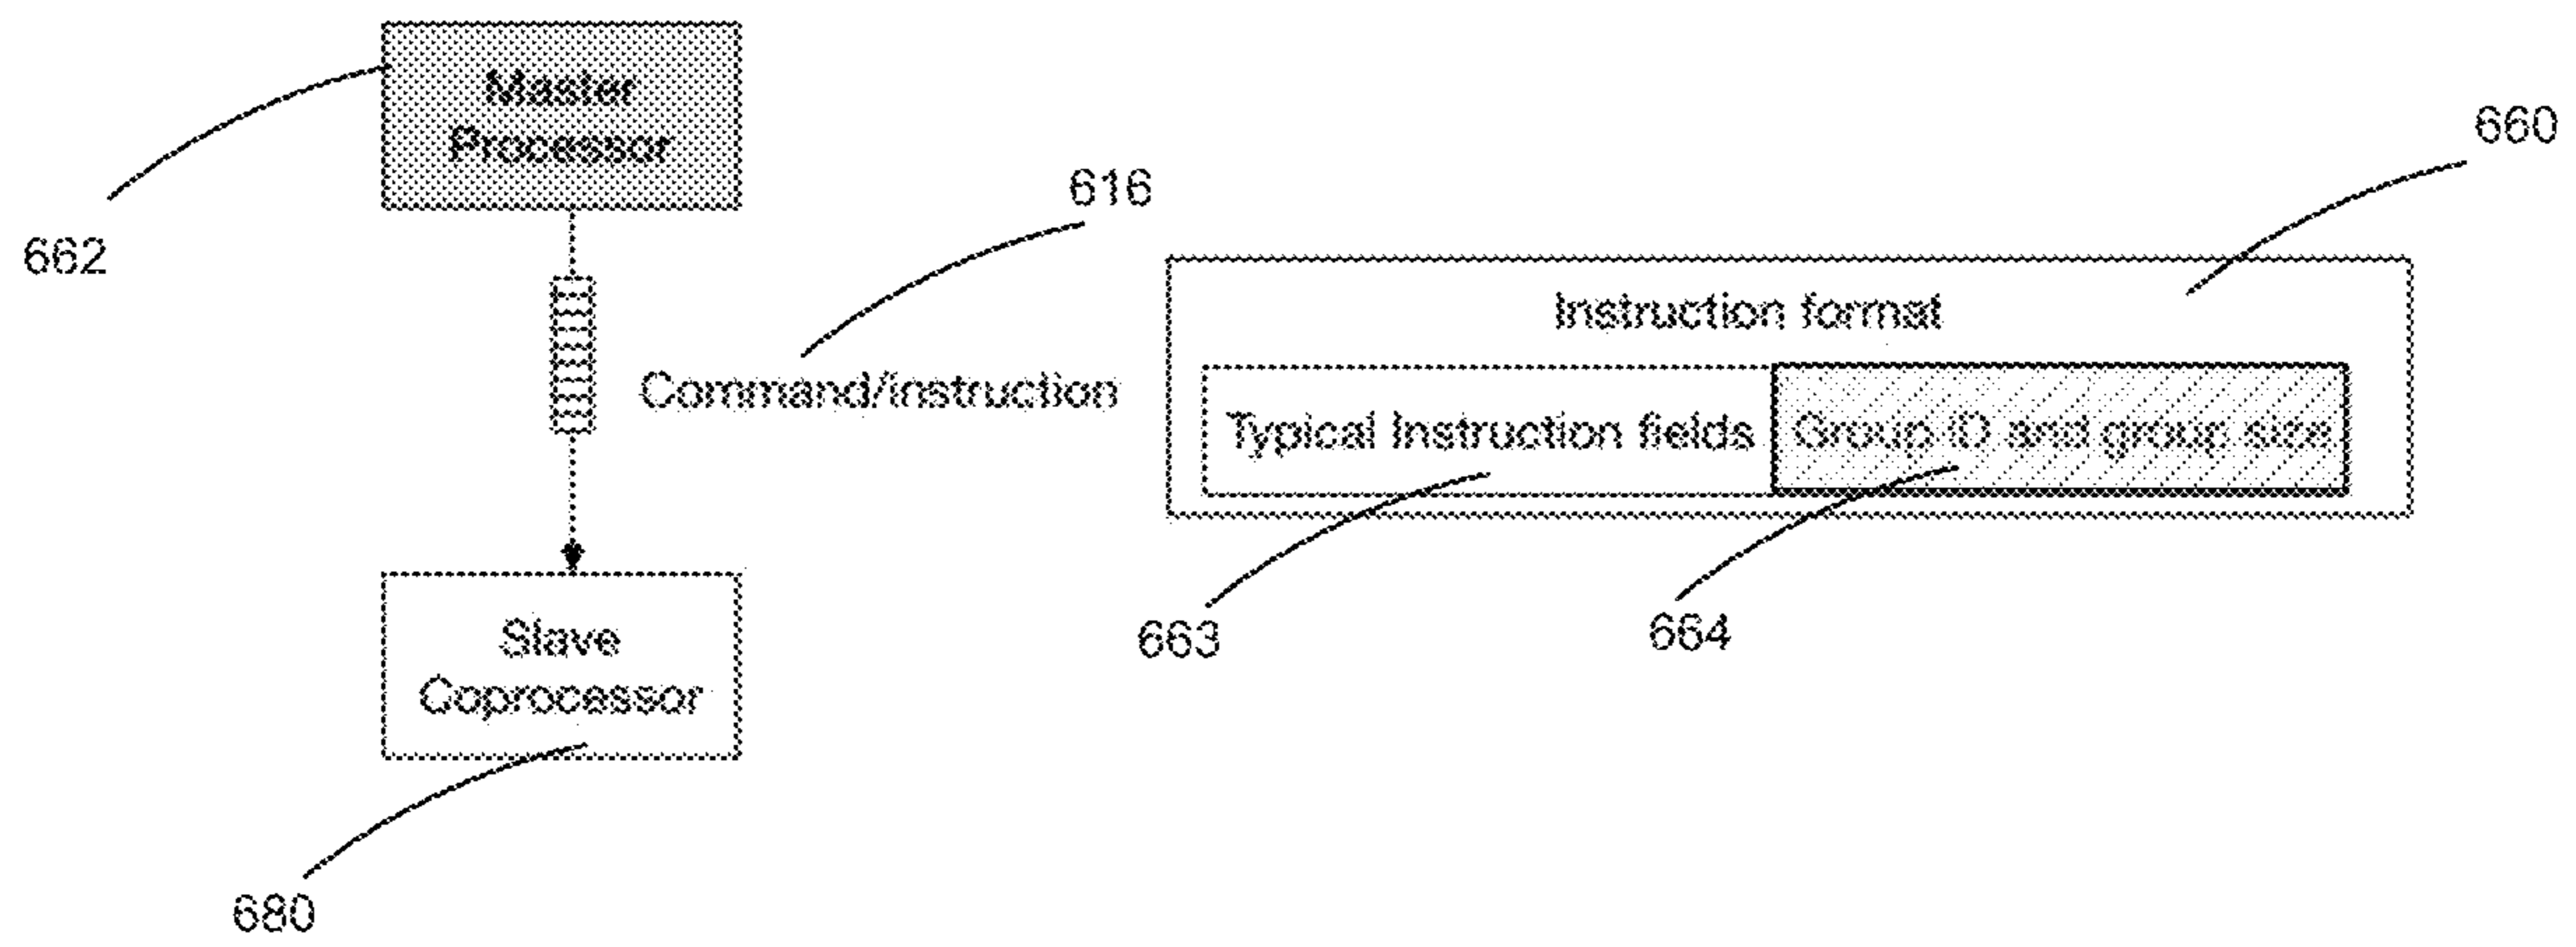 Master
Processor
662
616
Command/instruction
Slave
Coprocessor
680
660
Instruction format
Typical Instruction fields
Group ID and group size
663
664